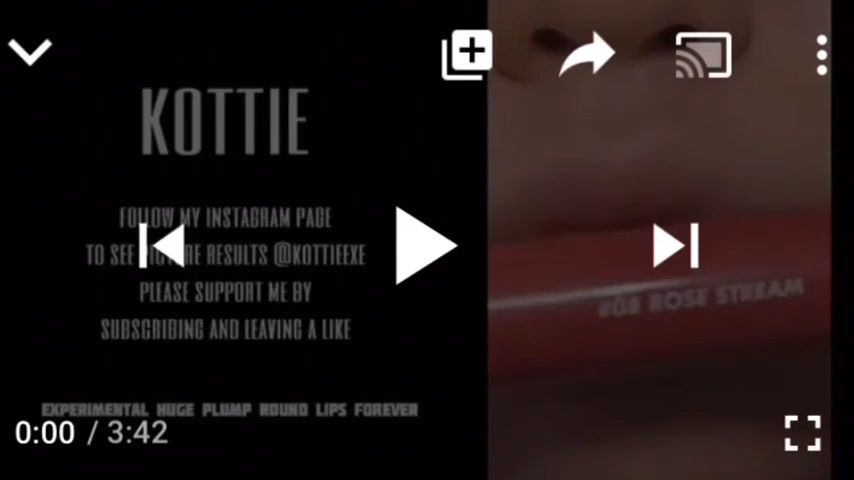 KOTTIE
FOLLOW MY INSTAGRAM PAGE
TO SEE PICTURE RESULTS @KOTTIEEXE
PLEASE SUPPORT ME BY
SUBSCRIBING AND LEAVING A LIKE
#08 ROSE STREAM
EXPERIMENTAL HUGE PLUMP ROUND LIPS FOREVER
0:00 / 3:42